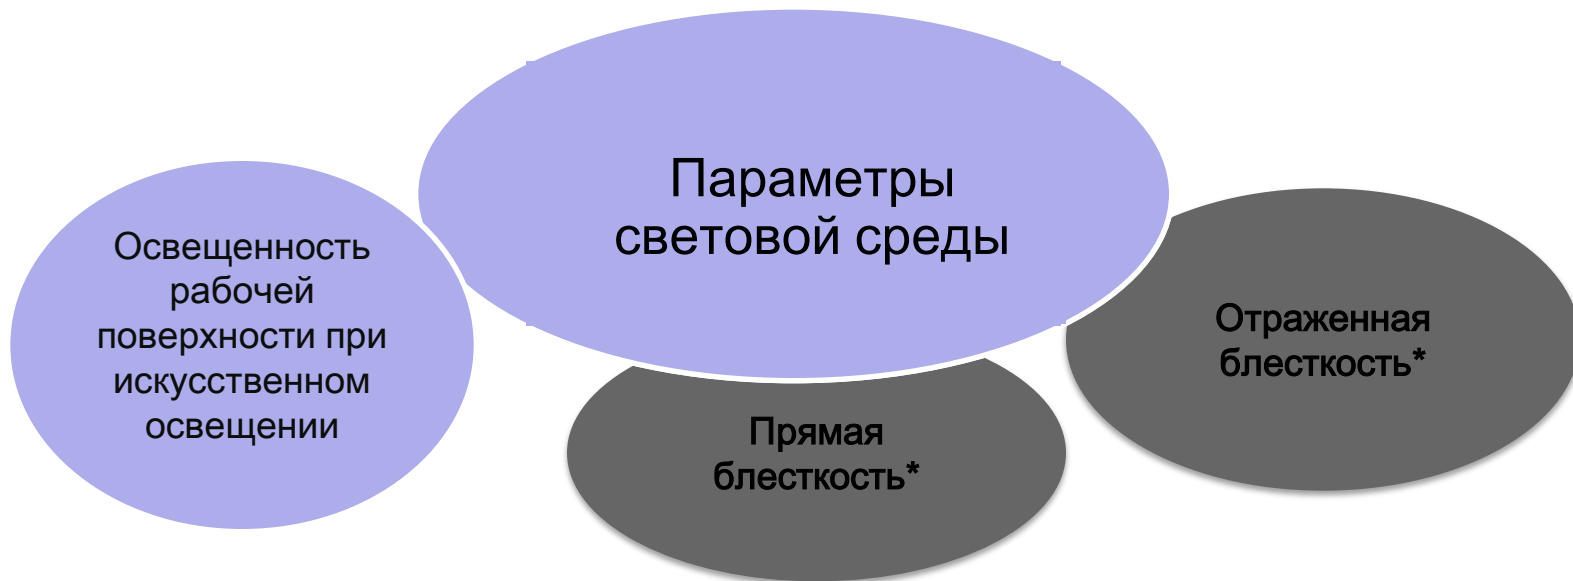 Параметры
световой среды
Освещенность
рабочей
поверхности при
искусственном
освещении
Прямая
блесткость*
Отраженная
блесткость*